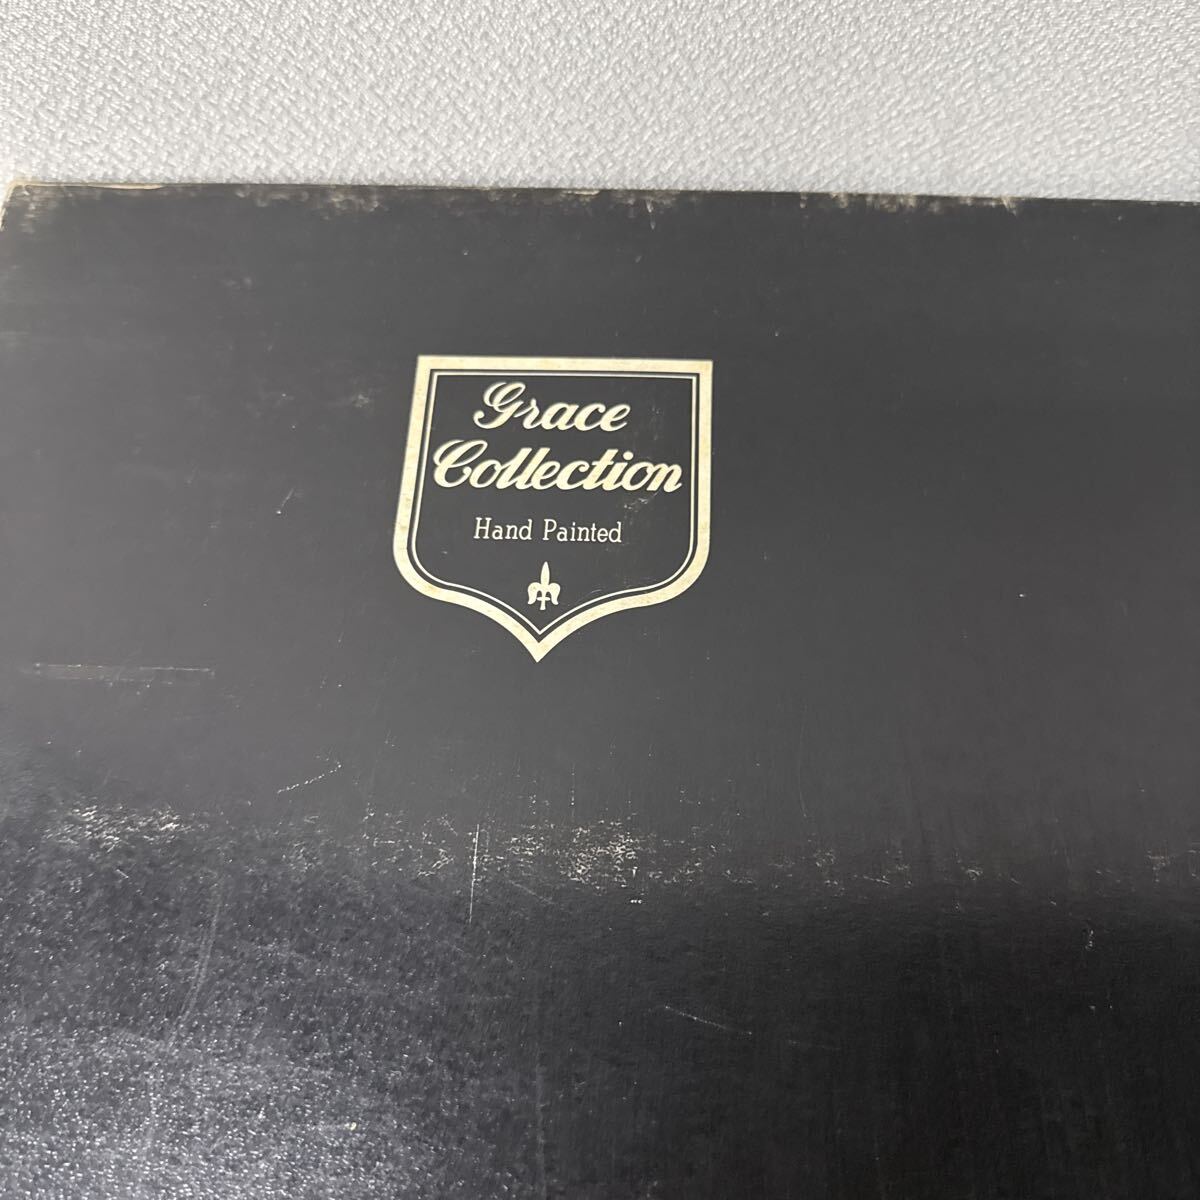 Grace
Collection
Hand Painted